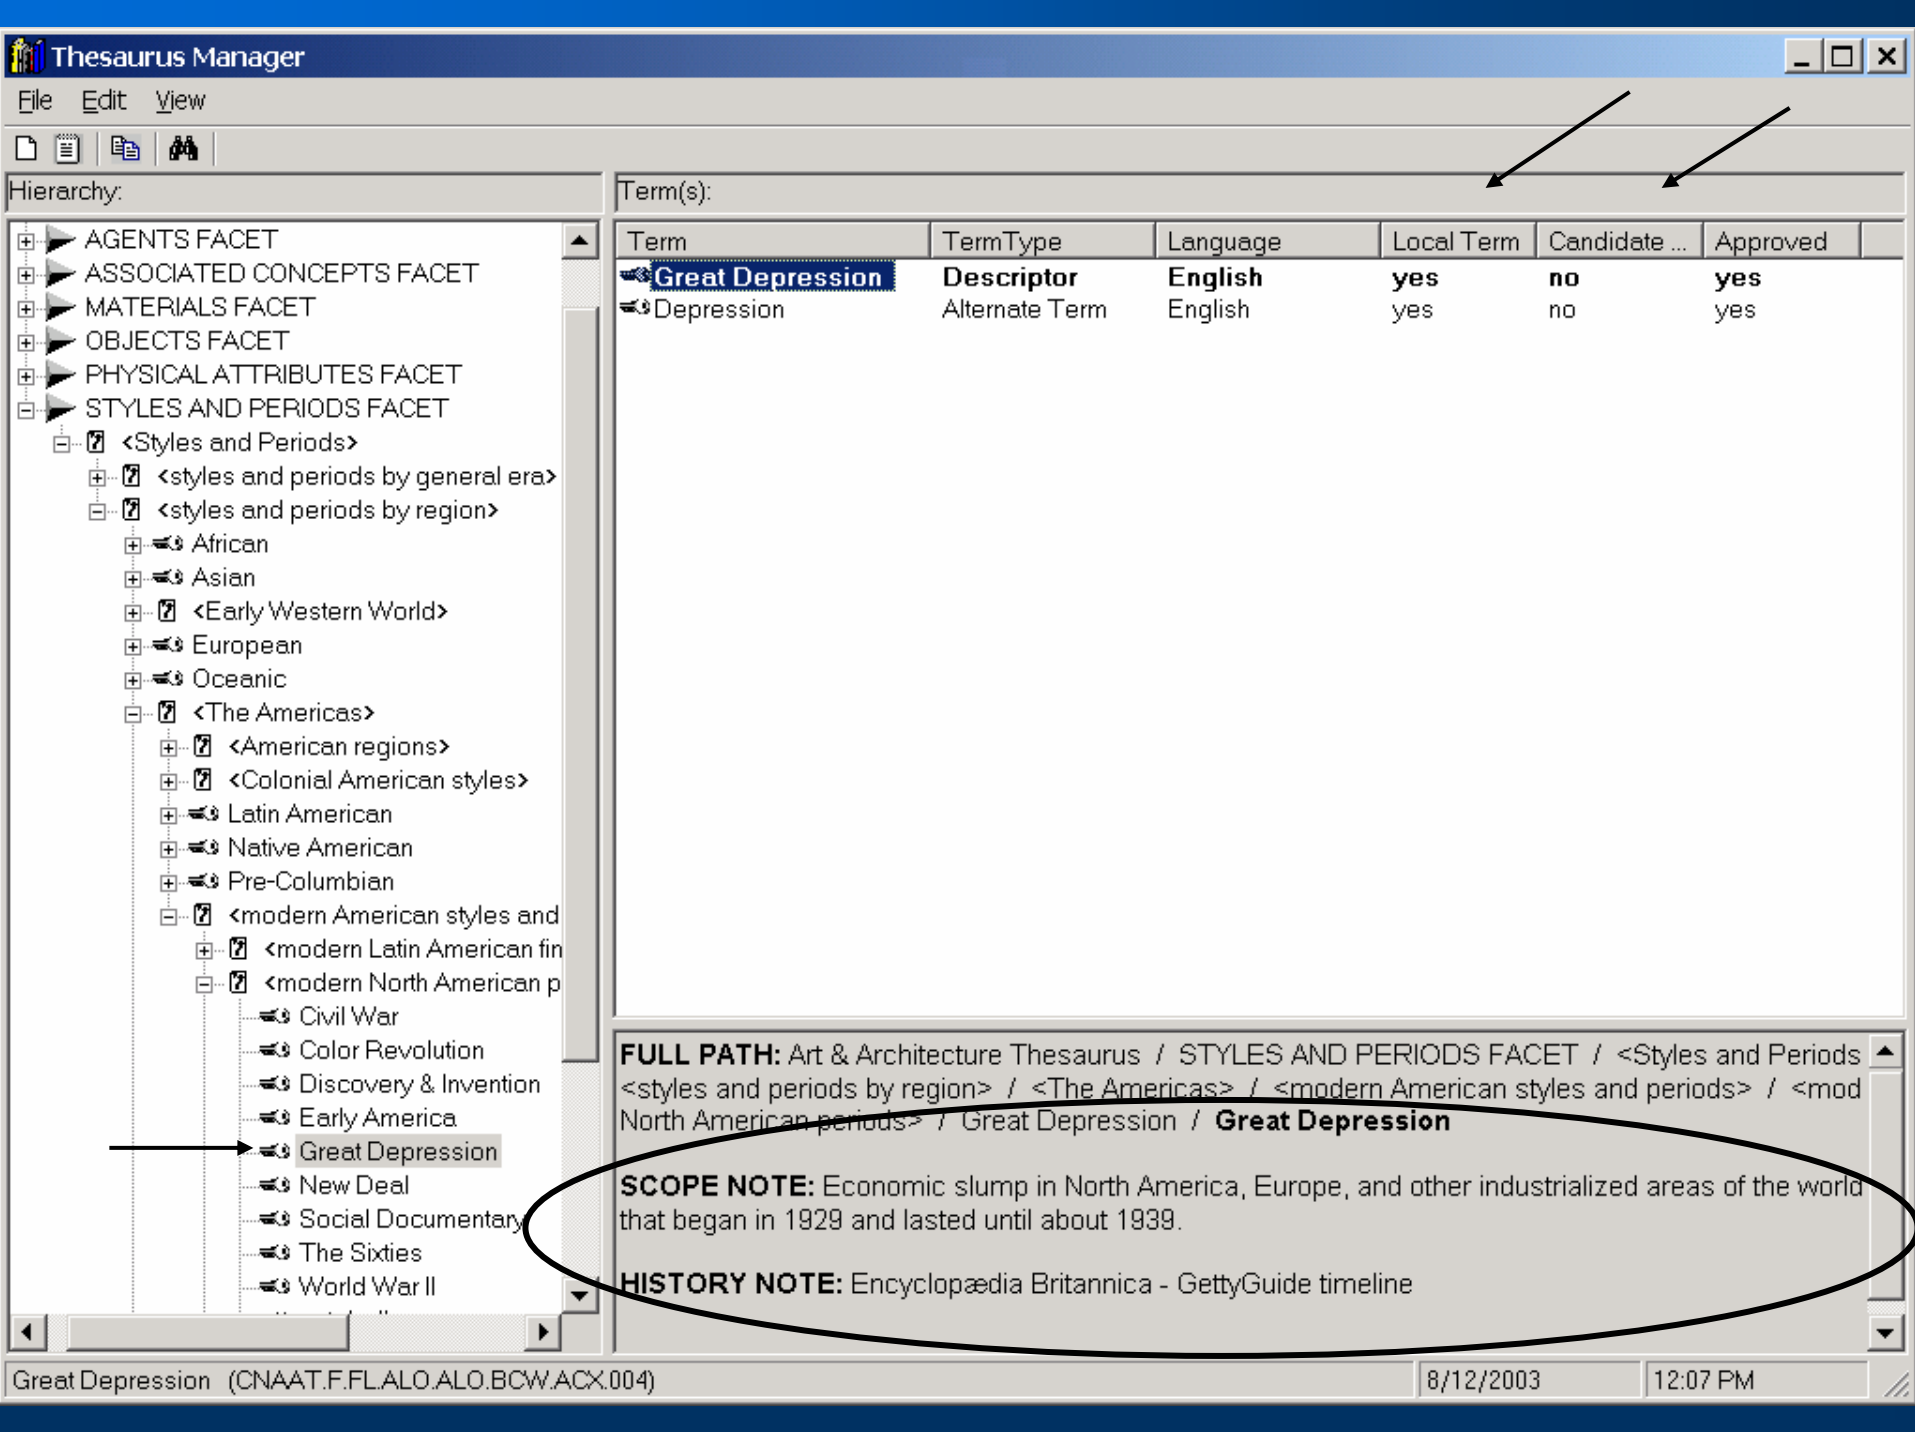 Thesaurus Manager
File Edit View
Hierarchy:
AGENTS FACET
ASSOCIATED CONCEPTS FACET
MATERIALS FACET
OBJECTS FACET
PHYSICAL ATTRIBUTES FACET
STYLES AND PERIODS FACET
<Styles and Periods>
<styles and periods by general era>
<styles and periods by region>
African
Asian
<Early Western World>
European
Oceanic
<The Americas>
<American regions>
<Colonial American styles>
Latin American
Native American
Pre-Columbian
<modern American styles and
<modern Latin American fin
<modern North American p
Civil War
Color Revolution
Discovery & Invention
Early America
Great Depression
New Deal
Social Documentary
The Sixties
World War II
Term(s):
Term TermType Language Local Term Candidate ... Approved
Great Depression Descriptor English yes no yes
Depression Alternate Term English yes no yes
FULL PATH: Art & Architecture Thesaurus / STYLES AND PERIODS FACET / <Styles and Periods
<styles and periods by region> / <The Americas> / <modern American styles and periods> / <mod
North American periods> / Great Depression / Great Depression
SCOPE NOTE: Economic slump in North America, Europe, and other industrialized areas of the world
that began in 1929 and lasted until about 1939.
HISTORY NOTE: Encyclopædia Britannica - GettyGuide timeline
Great Depression (CNAAT.F.FL.ALO.ALO.BCW.ACX.004) 8/12/2003 12:07 PM